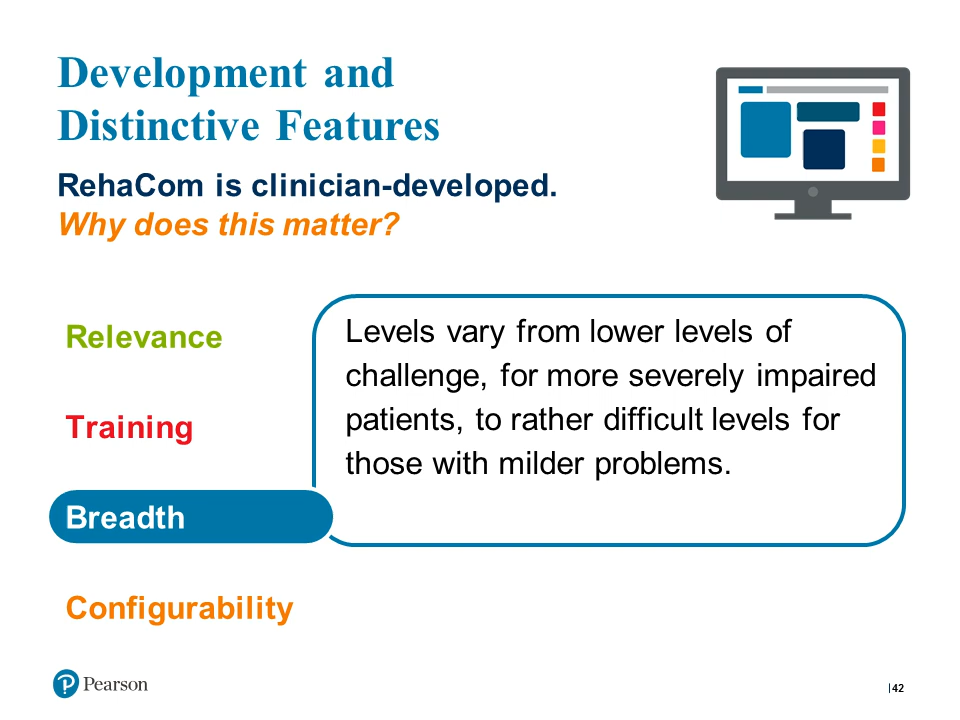 Development and
Distinctive Features
RehaCom is clinician-developed.
Why does this matter?
Relevance
Training
Breadth
Configurability
Levels vary from lower levels of
challenge, for more severely impaired
patients, to rather difficult levels for
those with milder problems.
Pearson
|42